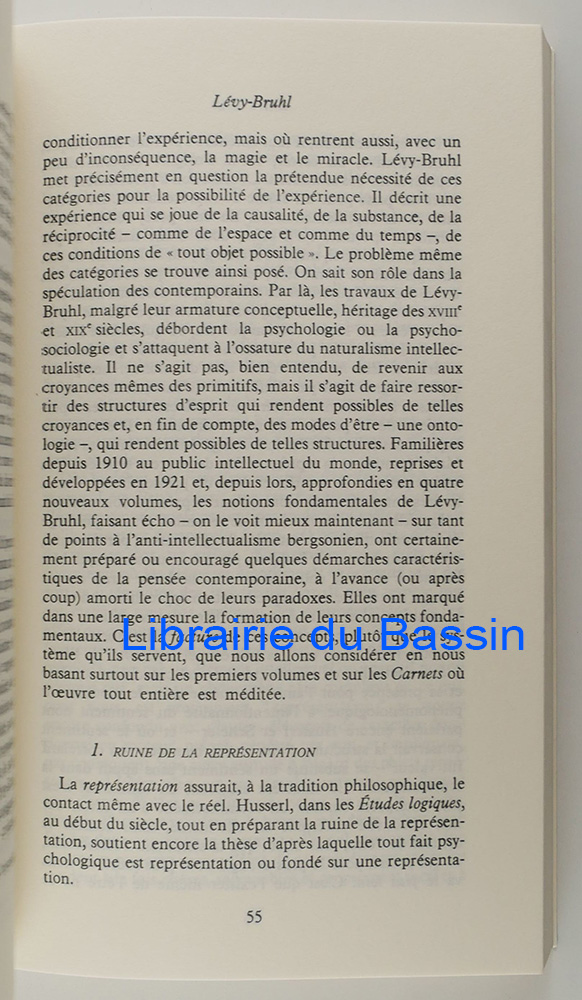 Lévy-Bruhl
conditionner l'expérience, mais où rentrent aussi, avec un
peu d'inconséquence, la magie et le miracle. Lévy-Bruhl
met précisément en question la prétendue nécessité de ces
catégories pour la possibilité de l'expérience. Il décrit une
expérience qui se joue de la causalité, de la substance, de la
réciprocité – comme de l'espace et comme du temps –, de
ces conditions de « tout objet possible ». Le problème même
des catégories se trouve ainsi posé. On sait son rôle dans la
spéculation des contemporains. Par là, les travaux de Lévy-
Bruhl, malgré leur armature conceptuelle, héritage des XVIIIe
et XIXe siècles, débordent la psychologie ou la psycho-
sociologie et s'attaquent à l'ossature du naturalisme intellec-
tualiste. Il ne s'agit pas, bien entendu, de revenir aux
croyances mêmes des primitifs, mais il s'agit de faire ressor-
tir des structures d'esprit qui rendent possibles de telles
croyances et, en fin de compte, des modes d'être – une onto-
logie –, qui rendent possibles de telles structures. Familières
depuis 1910 au public intellectuel du monde, reprises et
développées en 1921 et, depuis lors, approfondies en quatre
nouveaux volumes, les notions fondamentales de Lévy-
Bruhl, faisant écho – on le voit mieux maintenant – sur tant
de points à l'anti-intellectualisme bergsonien, ont certaine-
ment préparé ou encouragé quelques démarches caractéris-
tiques de la pensée contemporaine, à l'avance (ou après
coup) amorti le choc de leurs paradoxes. Elles ont marqué
dans une large mesure la formation de leurs concepts fonda-
mentaux. C'est la facture de ces concepts, plutôt que le sys-
Librairie du Bassin
tème qu'ils servent, que nous allons considérer en nous
basant surtout sur les premiers volumes et sur les Carnets où
l'œuvre tout entière est méditée.
1. RUINE DE LA REPRÉSENTATION
La représentation assurait, à la tradition philosophique, le
contact même avec le réel. Husserl, dans les Études logiques,
au début du siècle, tout en préparant la ruine de la représen-
tation, soutient encore la thèse d'après laquelle tout fait psy-
chologique est représentation ou fondé sur une représenta-
tion.
55